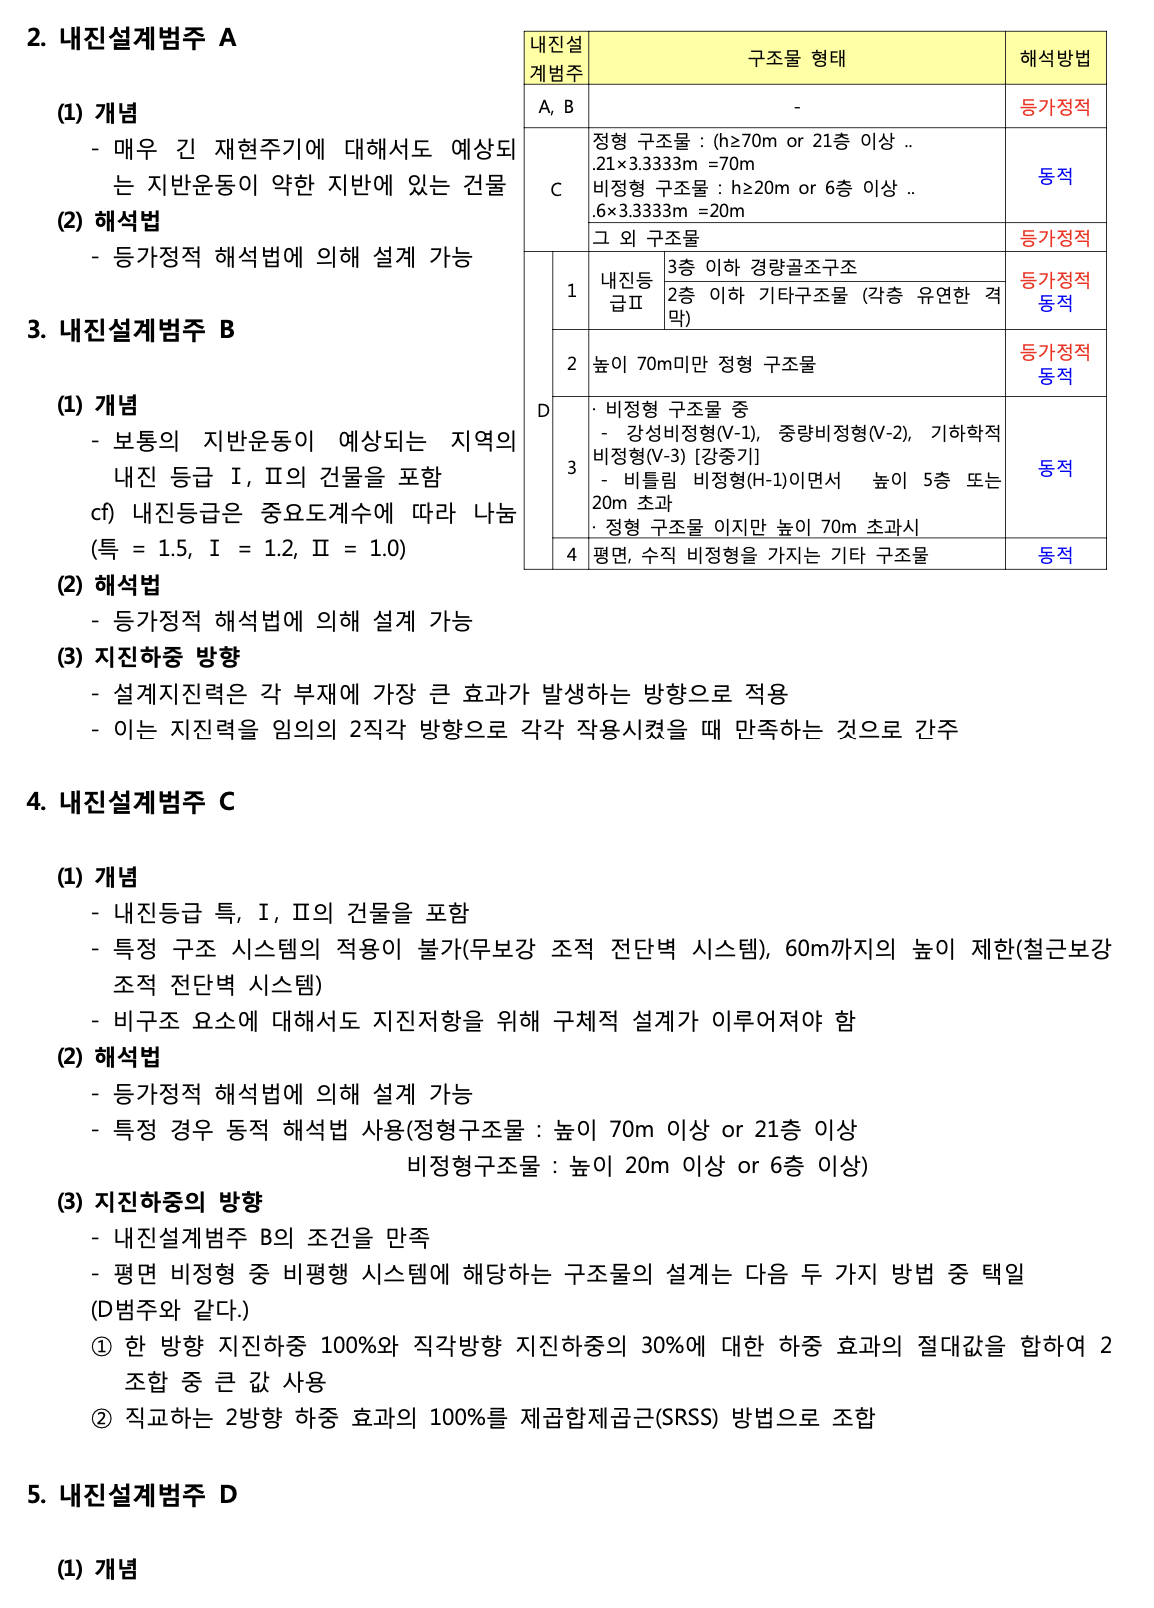 2. 내진설계범주 A
(1) 개념
- 매우 긴 재현주기에 대해서도 예상되
는 지반운동이 약한 지반에 있는 건물
(2) 해석법
- 등가정적 해석법에 의해 설계 가능
3. 내진설계범주 B
(1) 개념
- 보통의 지반운동이 예상되는 지역의
내진 등급 Ⅰ, Ⅱ의 건물을 포함
cf) 내진등급은 중요도계수에 따라 나눔
(특 = 1.5, Ⅰ = 1.2, Ⅱ = 1.0)
(2) 해석법
- 등가정적 해석법에 의해 설계 가능
(3) 지진하중 방향
- 설계지진력은 각 부재에 가장 큰 효과가 발생하는 방향으로 적용
- 이는 지진력을 임의의 2직각 방향으로 각각 작용시켰을 때 만족하는 것으로 간주
내진설
계범주
구조물 형태
해석방법
A, B
-
등가정적
C
정형 구조물 : (h≥70m or 21층 이상 ..
.21×3.3333m =70m
비정형 구조물 : h≥20m or 6층 이상 ..
.6×3.3333m =20m
동적
그 외 구조물
등가정적
D
1
내진등
급Ⅱ
3층 이하 경량골조구조
2층 이하 기타구조물 (각층 유연한 격
막)
등가정적
동적
2
높이 70m미만 정형 구조물
등가정적
동적
3
· 비정형 구조물 중
- 강성비정형(V-1), 중량비정형(V-2), 기하학적
비정형(V-3) [강중기]
- 비틀림 비정형(H-1)이면서 높이 5층 또는
20m 초과
· 정형 구조물 이지만 높이 70m 초과시
동적
4
평면, 수직 비정형을 가지는 기타 구조물
동적
4. 내진설계범주 C
(1) 개념
- 내진등급 특, Ⅰ, Ⅱ의 건물을 포함
- 특정 구조 시스템의 적용이 불가(무보강 조적 전단벽 시스템), 60m까지의 높이 제한(철근보강
조적 전단벽 시스템)
- 비구조 요소에 대해서도 지진저항을 위해 구체적 설계가 이루어져야 함
(2) 해석법
- 등가정적 해석법에 의해 설계 가능
- 특정 경우 동적 해석법 사용(정형구조물 : 높이 70m 이상 or 21층 이상
비정형구조물 : 높이 20m 이상 or 6층 이상)
(3) 지진하중의 방향
- 내진설계범주 B의 조건을 만족
- 평면 비정형 중 비평행 시스템에 해당하는 구조물의 설계는 다음 두 가지 방법 중 택일
(D범주와 같다.)
① 한 방향 지진하중 100%와 직각방향 지진하중의 30%에 대한 하중 효과의 절대값을 합하여 2
조합 중 큰 값 사용
② 직교하는 2방향 하중 효과의 100%를 제곱합제곱근(SRSS) 방법으로 조합
5. 내진설계범주 D
(1) 개념